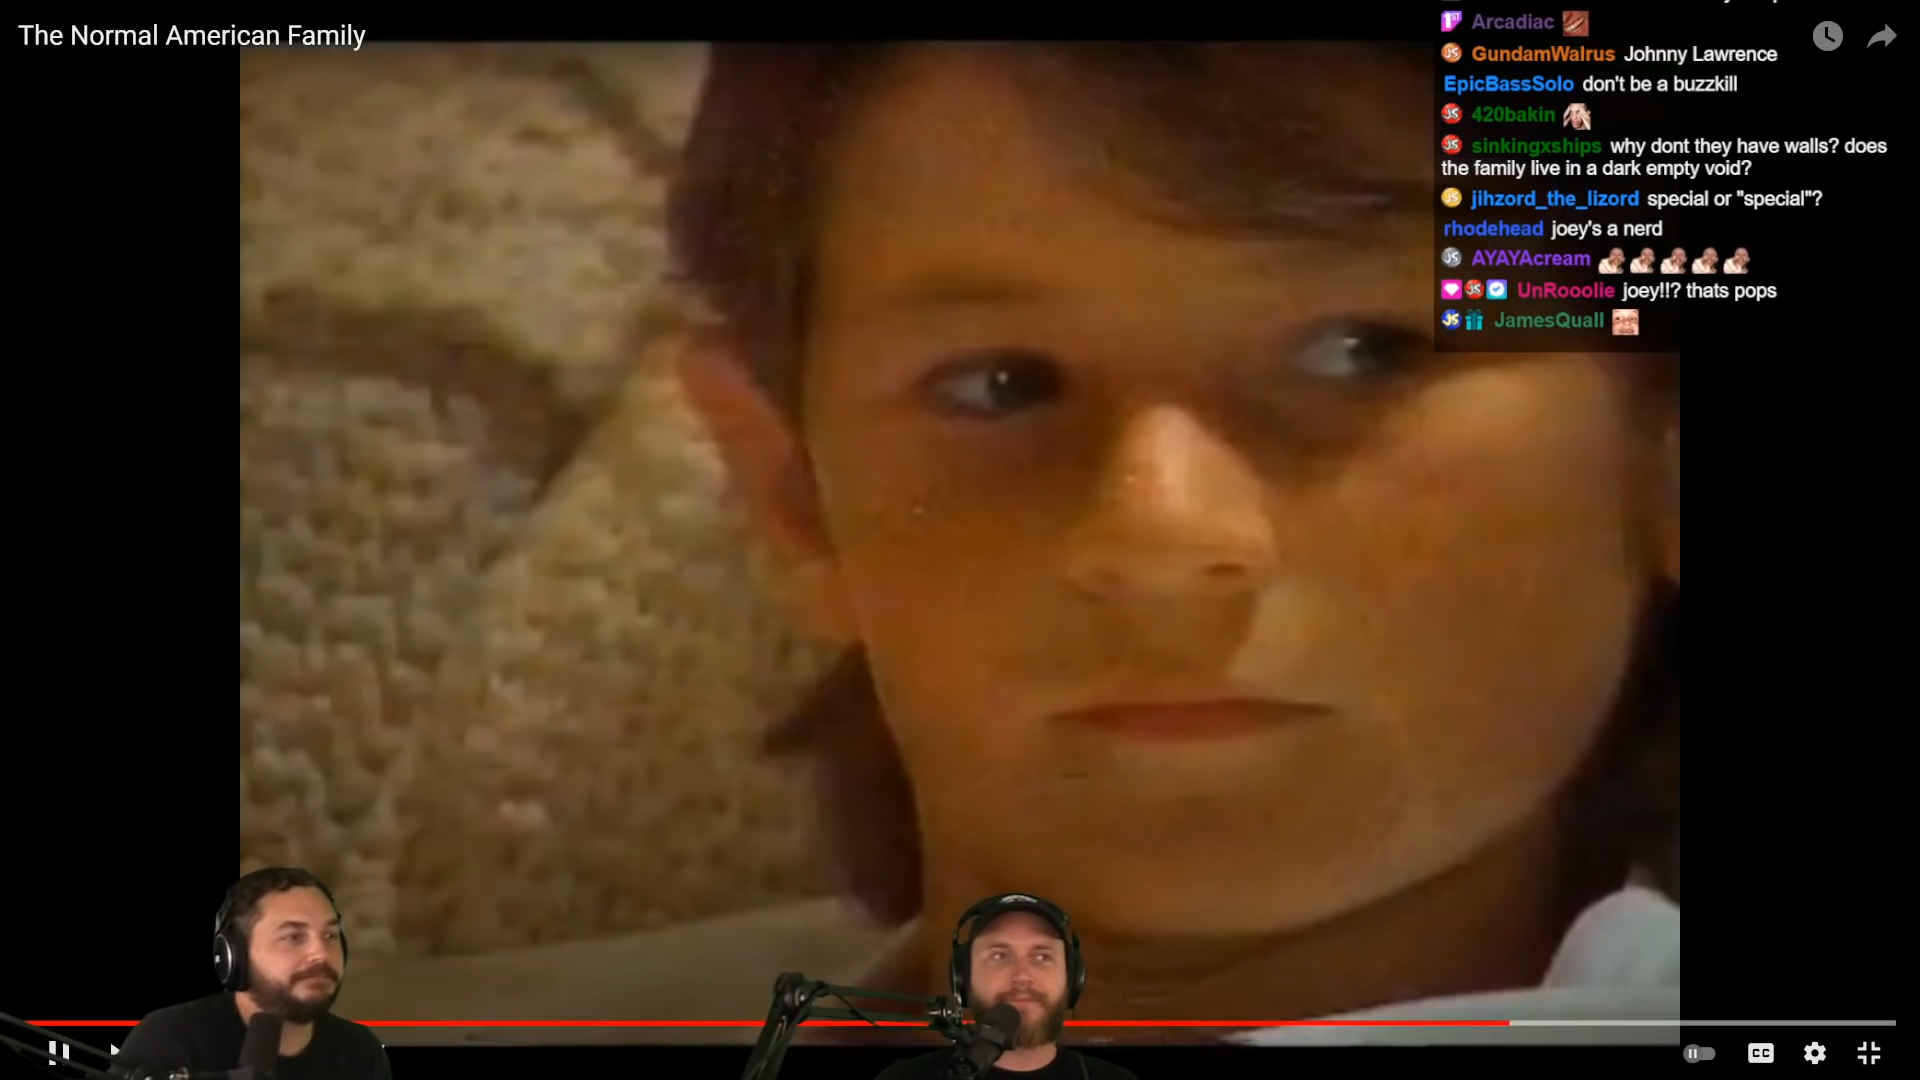 The Normal American Family
Arcadiac
GundamWalrus Johnny Lawrence
EpicBassSolo don't be a buzzkill
420bakin
sinkingxships why dont they have walls? does
the family live in a dark empty void?
jihzord_the_lizord special or "special"?
rhodehead joey's a nerd
AYAYAcream
UnRooolie joey!!? thats pops
JamesQuall
CC